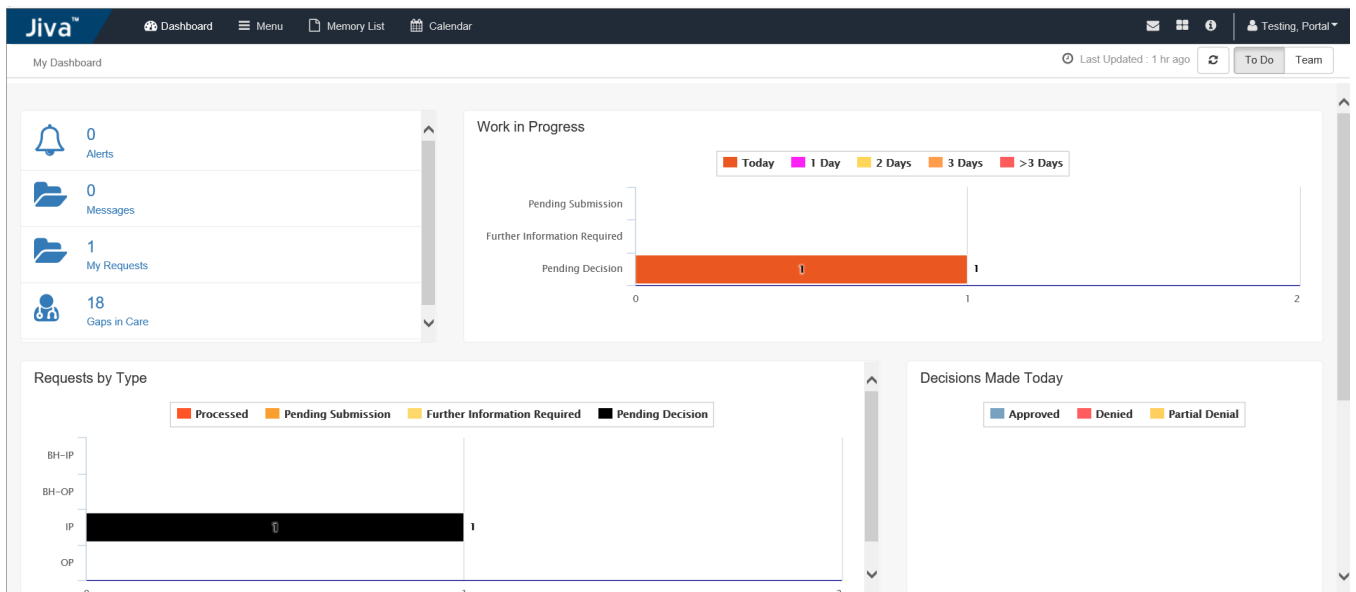 Jiva™ Dashboard Menu Memory List Calendar Testing, Portal
My Dashboard Last Updated : 1 hr ago To Do Team
0
Alerts
0
Messages
1
My Requests
18
Gaps in Care
Work in Progress
Today 1 Day 2 Days 3 Days >3 Days
Pending Submission
Further Information Required
Pending Decision 1 1
0 1 2
Requests by Type
Processed Pending Submission Further Information Required Pending Decision
BH-IP
BH-OP
IP 1 1
OP
Decisions Made Today
Approved Denied Partial Denial